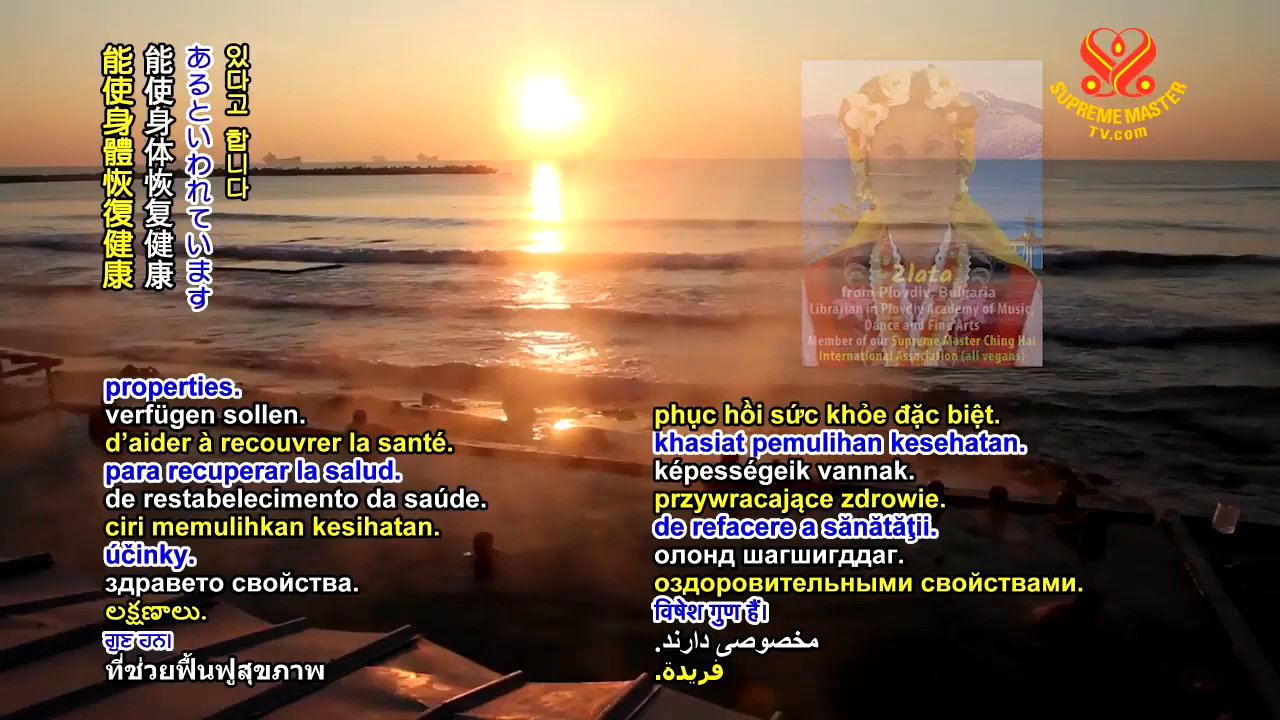 能使身體恢復健康
能使身体恢复健康
あるといわれています
있다고 합니다
SUPREME MASTER
TV.com
Zlata
from Plovdiv, Bulgaria
Librarian in Plovdiv Academy of Music,
Dance and Fine Arts
Member of our Supreme Master Ching Hai
International Association (all vegans)
properties.
verfügen sollen.
d’aider à recouvrer la santé.
para recuperar la salud.
de restabelecimento da saúde.
ciri memulihkan kesihatan.
účinky.
здравето свойства.
లక్షణాలు.
ਗੁਣ ਹਨ।
ที่ช่วยฟื้นฟูสุขภาพ
phục hồi sức khỏe đặc biệt.
khasiat pemulihan kesehatan.
képességeik vannak.
przywracające zdrowie.
de refacere a sănătăţii.
олонд шагшигддаг.
оздоровительными свойствами.
विषेश गुण हैं।
مخصوصی دارند.
فريدة.